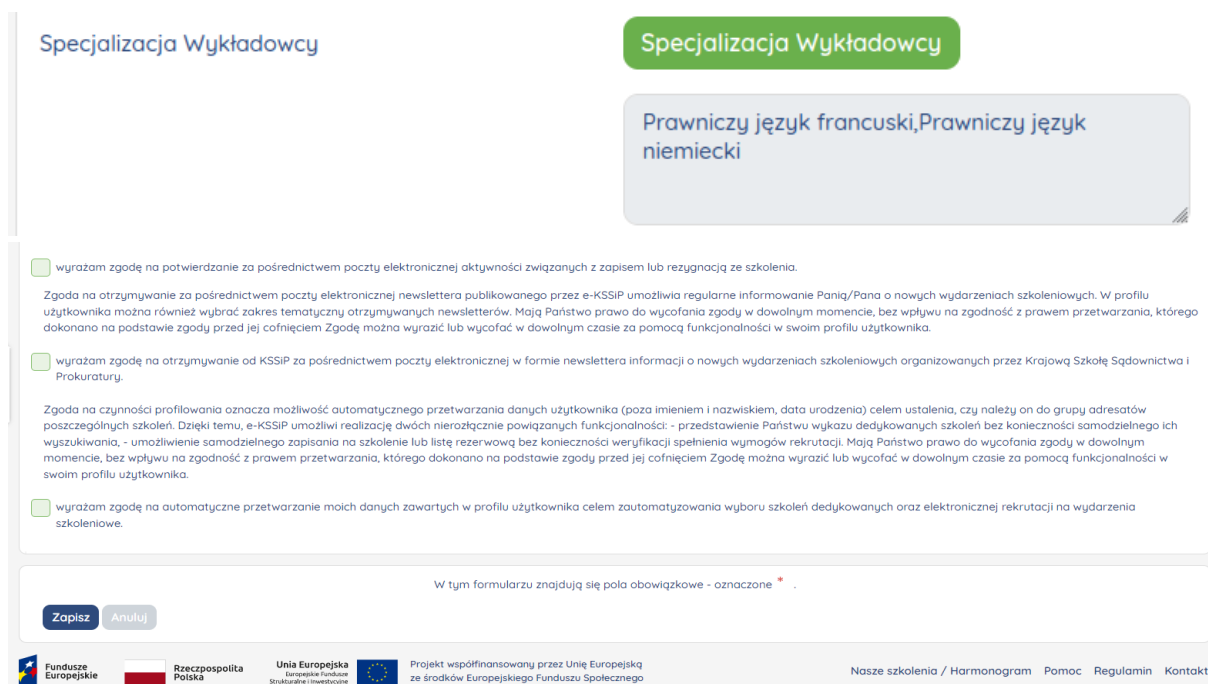 Specjalizacja Wykładowcy
Specjalizacja Wykładowcy
Prawniczy język francuski,Prawniczy język
niemiecki
wyrażam zgodę na potwierdzanie za pośrednictwem poczty elektronicznej aktywności związanych z zapisem lub rezygnacją ze szkolenia.
Zgoda na otrzymywanie za pośrednictwem poczty elektronicznej newslettera publikowanego przez e-KSSiP umożliwia regularne informowanie Panią/Pana o nowych wydarzeniach szkoleniowych. W profilu
użytkownika można również wybrać zakres tematyczny otrzymywanych newsletterów. Mają Państwo prawo do wycofania zgody w dowolnym momencie, bez wpływu na zgodność z prawem przetwarzania, którego
dokonano na podstawie zgody przed jej cofnięciem Zgodę można wyrazić lub wycofać w dowolnym czasie za pomocą funkcjonalności w swoim profilu użytkownika.
wyrażam zgodę na otrzymywanie od KSSiP za pośrednictwem poczty elektronicznej w formie newslettera informacji o nowych wydarzeniach szkoleniowych organizowanych przez Krajową Szkołę Sądownictwa i
Prokuratury.
Zgoda na czynności profilowania oznacza możliwość automatycznego przetwarzania danych użytkownika (poza imieniem i nazwiskiem, data urodzenia) celem ustalenia, czy należy on do grupy adresatów
poszczególnych szkoleń. Dzięki temu, e-KSSiP umożliwi realizację dwóch nierozłącznie powiązanych funkcjonalności: - przedstawienie Państwu wykazu dedykowanych szkoleń bez konieczności samodzielnego ich
wyszukiwania, - umożliwienie samodzielnego zapisania na szkolenie lub listę rezerwową bez konieczności weryfikacji spełnienia wymogów rekrutacji. Mają Państwo prawo do wycofania zgody w dowolnym
momencie, bez wpływu na zgodność z prawem przetwarzania, którego dokonano na podstawie zgody przed jej cofnięciem Zgodę można wyrazić lub wycofać w dowolnym czasie za pomocą funkcjonalności w
swoim profilu użytkownika.
wyrażam zgodę na automatyczne przetwarzanie moich danych zawartych w profilu użytkownika celem zautomatyzowania wyboru szkoleń dedykowanych oraz elektronicznej rekrutacji na wydarzenia
szkoleniowe.
W tym formularzu znajdują się pola obowiązkowe - oznaczone * .
Zapisz Anuluj
Fundusze
Europejskie
Rzeczpospolita
Polska
Unia Europejska
Europejskie Fundusze
Strukturalne i Inwestycyjne
Projekt współfinansowany przez Unię Europejską
ze środków Europejskiego Funduszu Społecznego
Nasze szkolenia / Harmonogram Pomoc Regulamin Kontakt